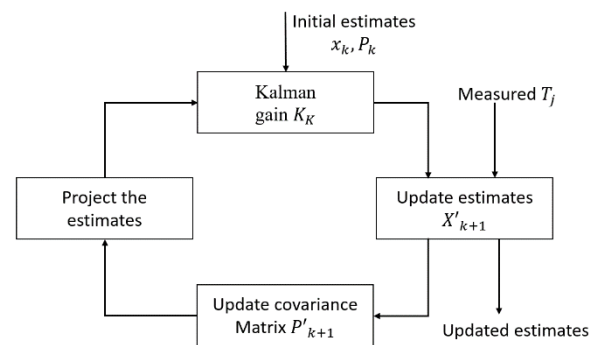 Initial estimates
x_k, P_k
Kalman
gain K_K
Measured T_j
Project the
estimates
Update estimates
X'_{k+1}
Update covariance
Matrix P'_{k+1}
Updated estimates